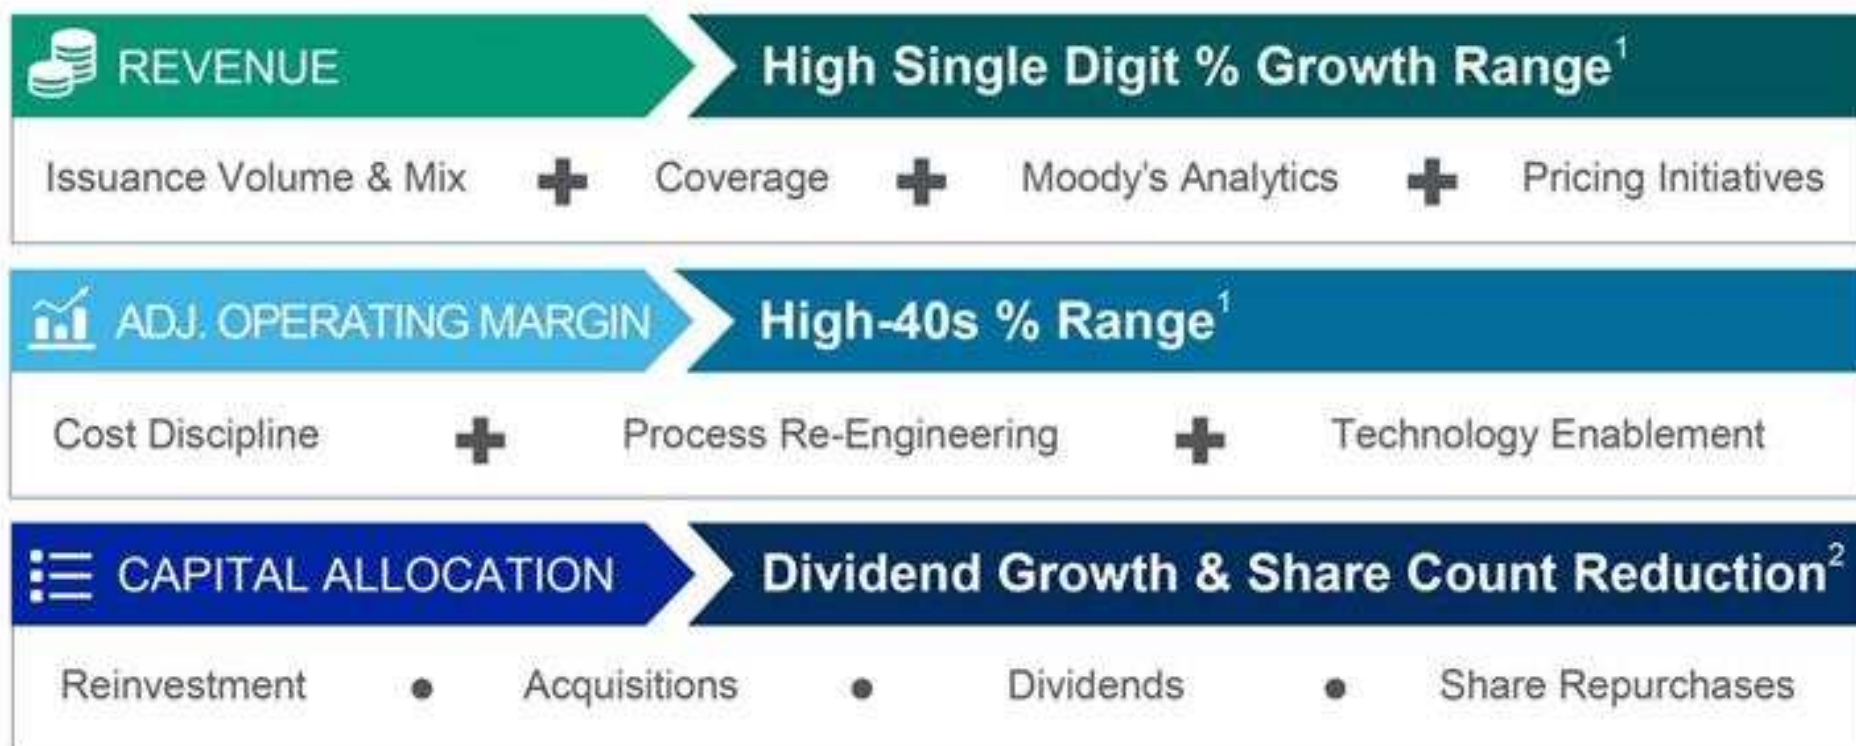 REVENUE High Single Digit % Growth Range¹
Issuance Volume & Mix + Coverage + Moody's Analytics + Pricing Initiatives
ADJ. OPERATING MARGIN High-40s % Range¹
Cost Discipline + Process Re-Engineering + Technology Enablement
CAPITAL ALLOCATION Dividend Growth & Share Count Reduction²
Reinvestment • Acquisitions • Dividends • Share Repurchases